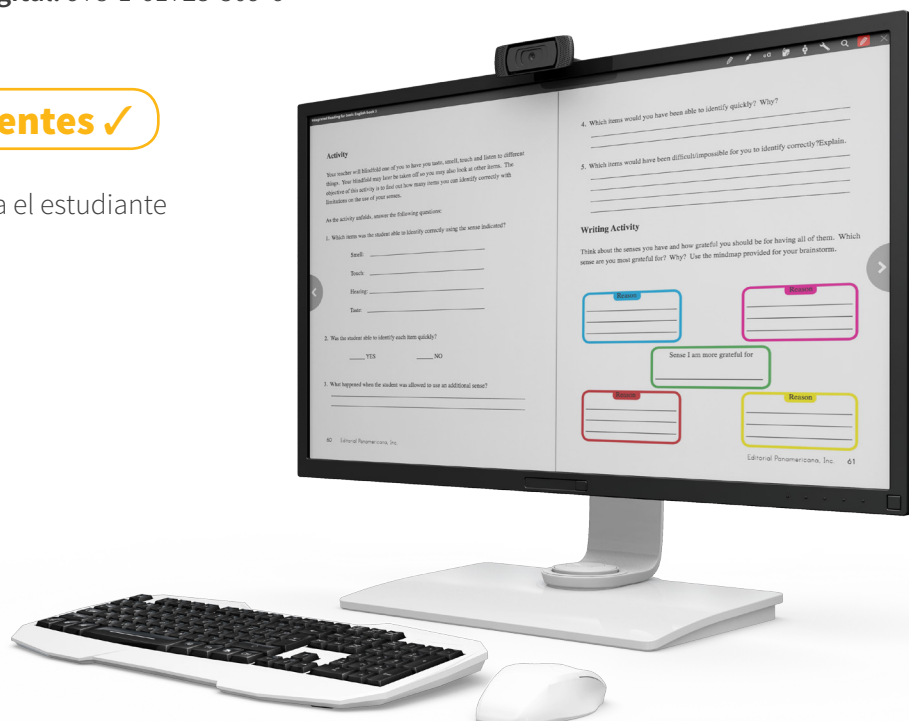 entes ✓
a el estudiante
Activity
Your teacher will blindfold one of you to have you taste, smell, touch and listen to different
things. Your blindfold may later be taken off so you may also look at other items. The
objective of this activity is to find out how many items you can identify correctly with
limitations on the use of your senses.
As the activity unfolds, answer the following questions:
1. Which items was the student able to identify correctly using the sense indicated?
Smell:
Touch:
Hearing:
Taste:
2. Was the student able to identify each item quickly?
YES NO
3. What happened when the student was allowed to use an additional sense?
60 Editorial Panamericana, Inc.
4. Which items would you have been able to identify quickly? Why?
5. Which items would have been difficult/impossible for you to identify correctly?Explain.
Writing Activity
Think about the senses you have and how grateful you should be for having all of them. Which
sense are you most grateful for? Why? Use the mindmap provided for your brainstorm.
Reason
Reason
Sense I am more grateful for
Reason
Reason
Editorial Panamericana, Inc. 61